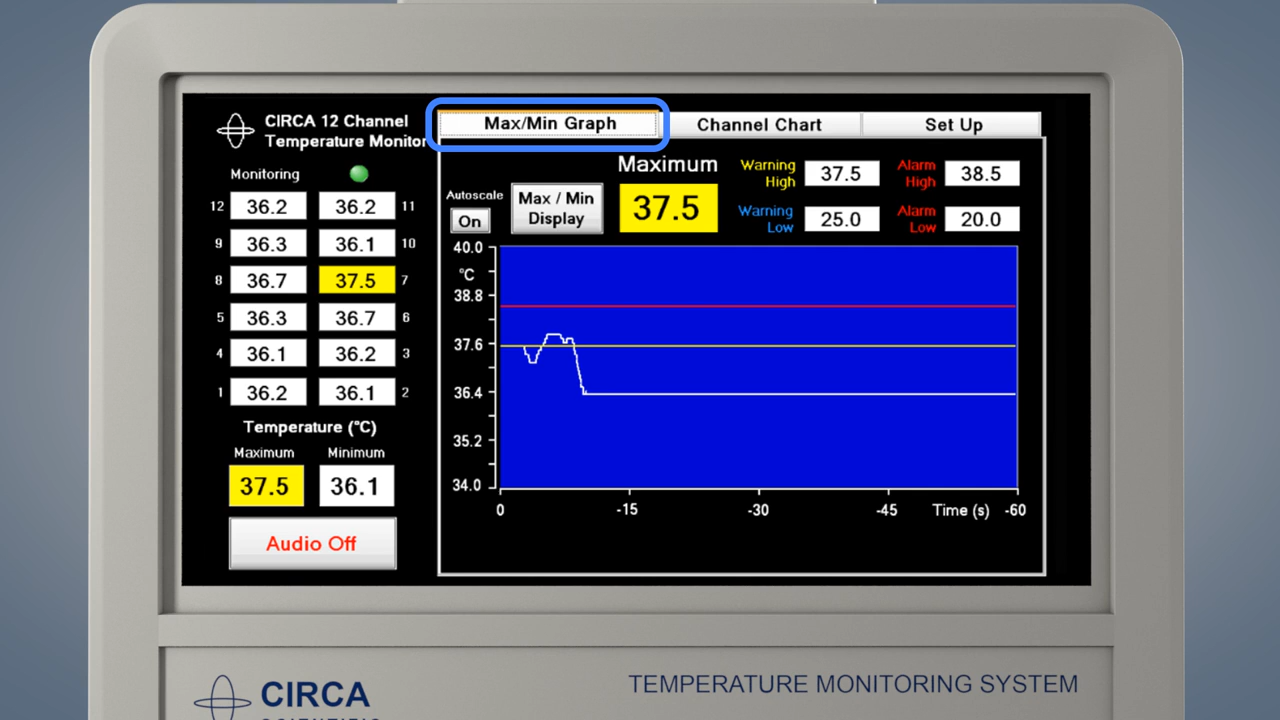 CIRCA 12 Channel
Temperature Monitor
Max/Min Graph
Channel Chart
Set Up
Monitoring
12 36.2 36.2 11
9 36.3 36.1 10
8 36.7 37.5 7
5 36.3 36.7 6
4 36.1 36.2 3
1 36.2 36.1 2
Temperature (°C)
Maximum Minimum
37.5 36.1
Audio Off
Autoscale
On
Max / Min
Display
Maximum
37.5
Warning
High
37.5
Alarm
High
38.5
Warning
Low
25.0
Alarm
Low
20.0
40.0
°C
38.8
37.6
36.4
35.2
34.0
0 -15 -30 -45 Time (s) -60
CIRCA
SCIENTIFIC
TEMPERATURE MONITORING SYSTEM